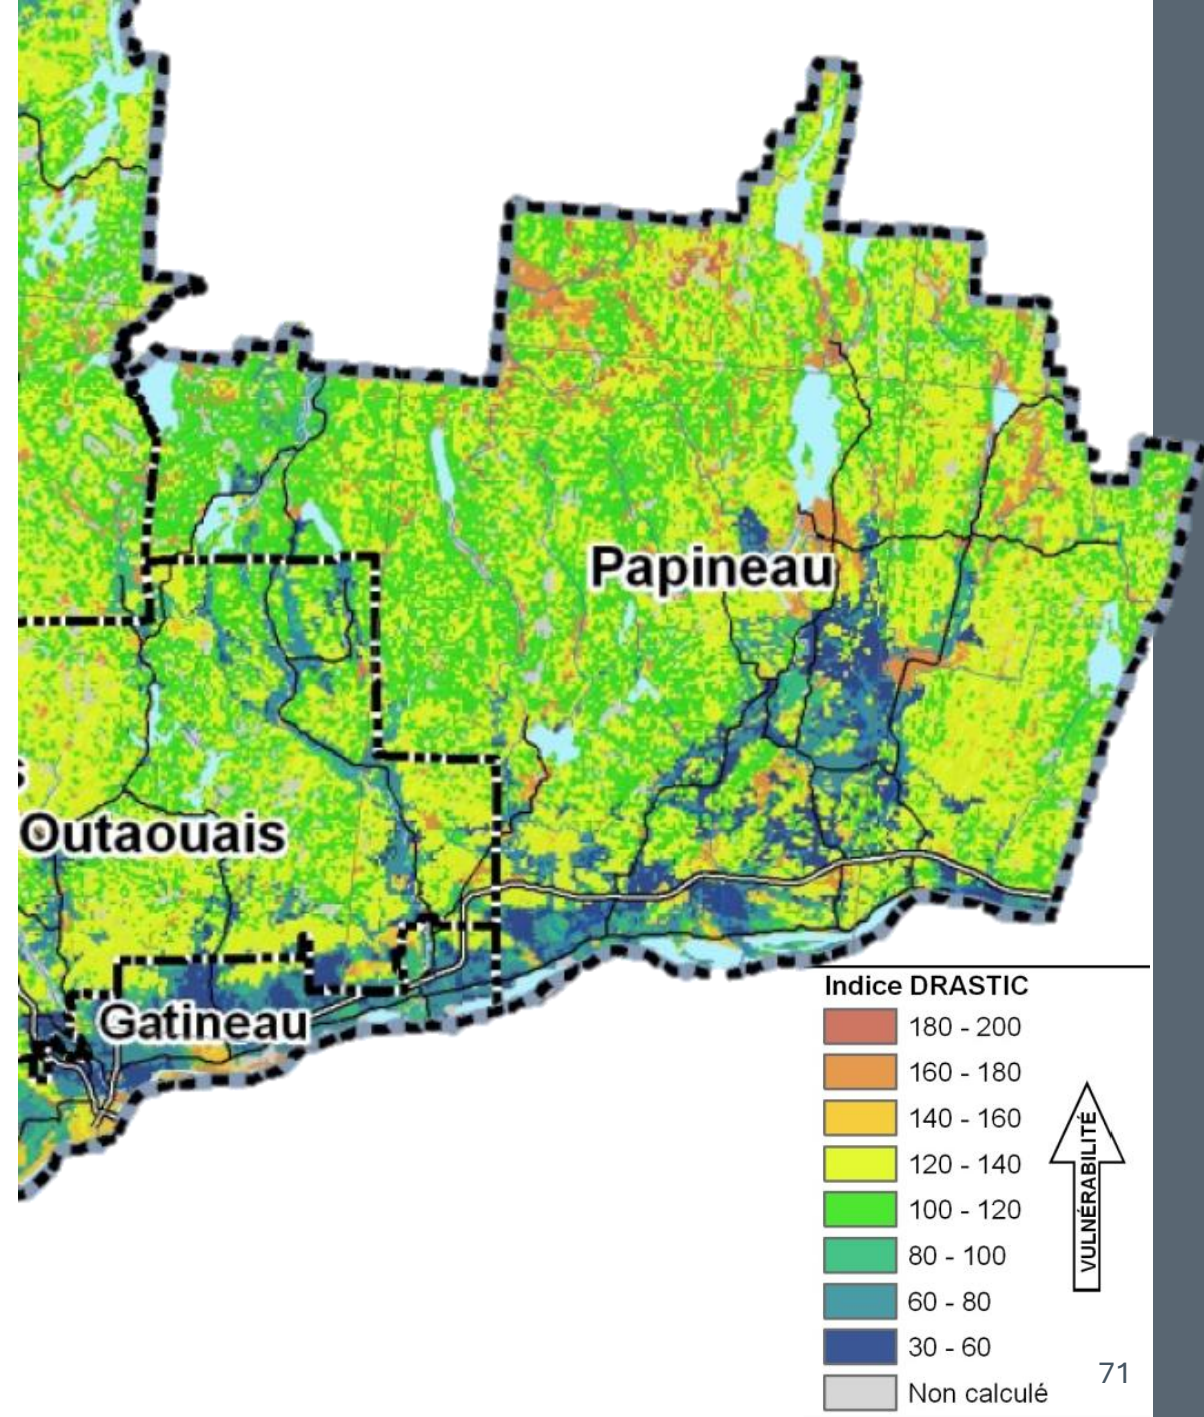 Papineau
s
Outaouais
Gatineau
Indice DRASTIC
180 - 200
160 - 180
140 - 160
120 - 140
100 - 120
80 - 100
60 - 80
30 - 60
Non calculé
VULNÉRABILITÉ
71